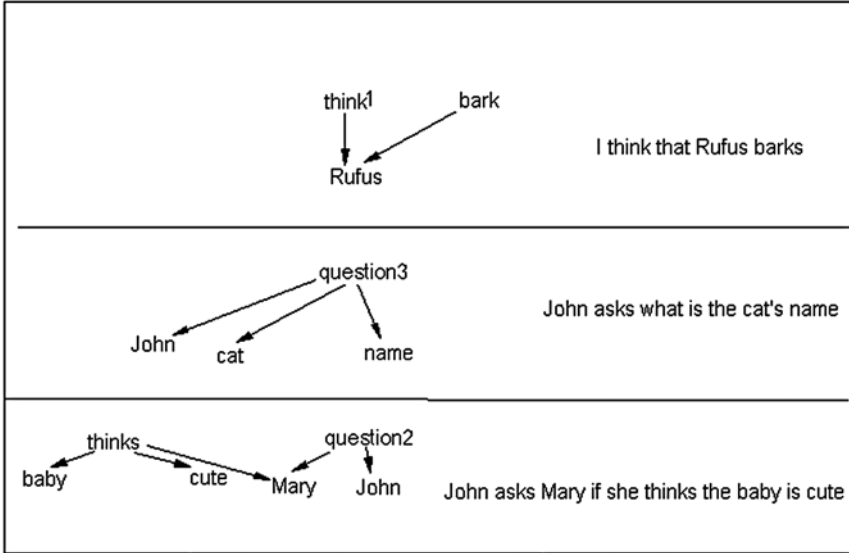 think1
bark
I think that Rufus barks
Rufus
question3
John asks what is the cat's name
John
cat
name
thinks
question2
baby
cute
Mary
John
John asks Mary if she thinks the baby is cute